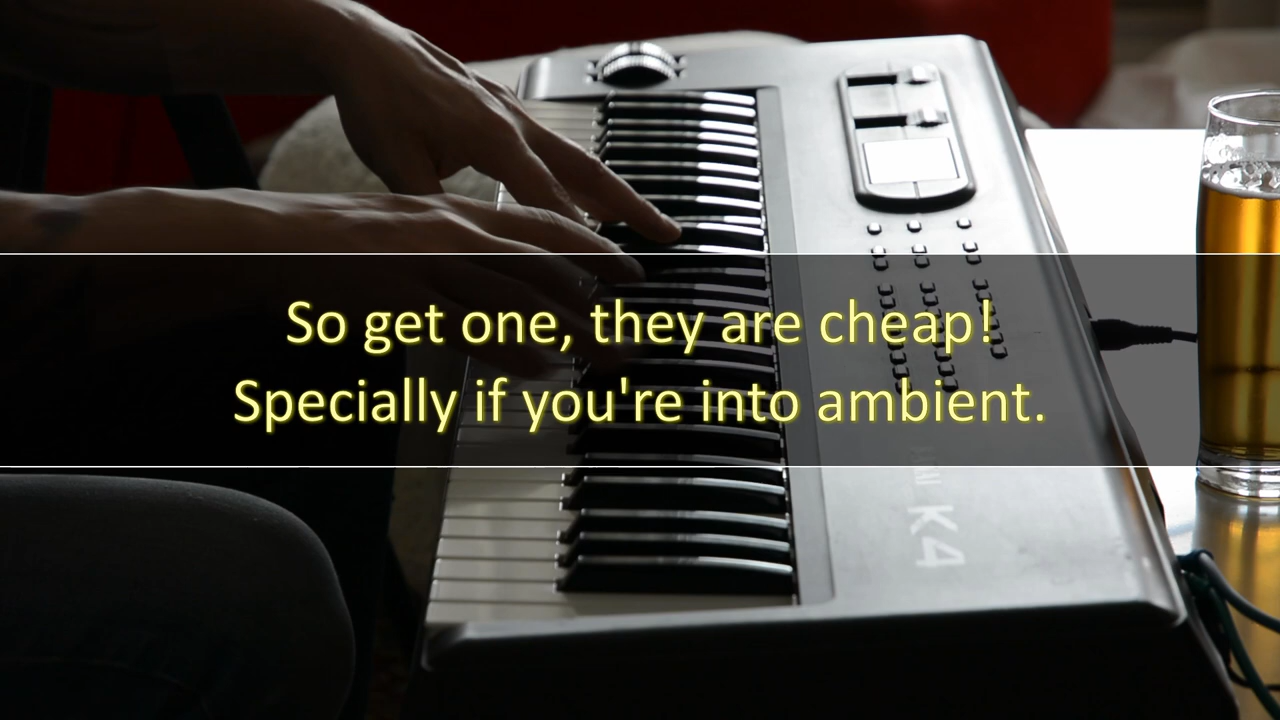 So get one, they are cheap!
Specially if you're into ambient.
K4